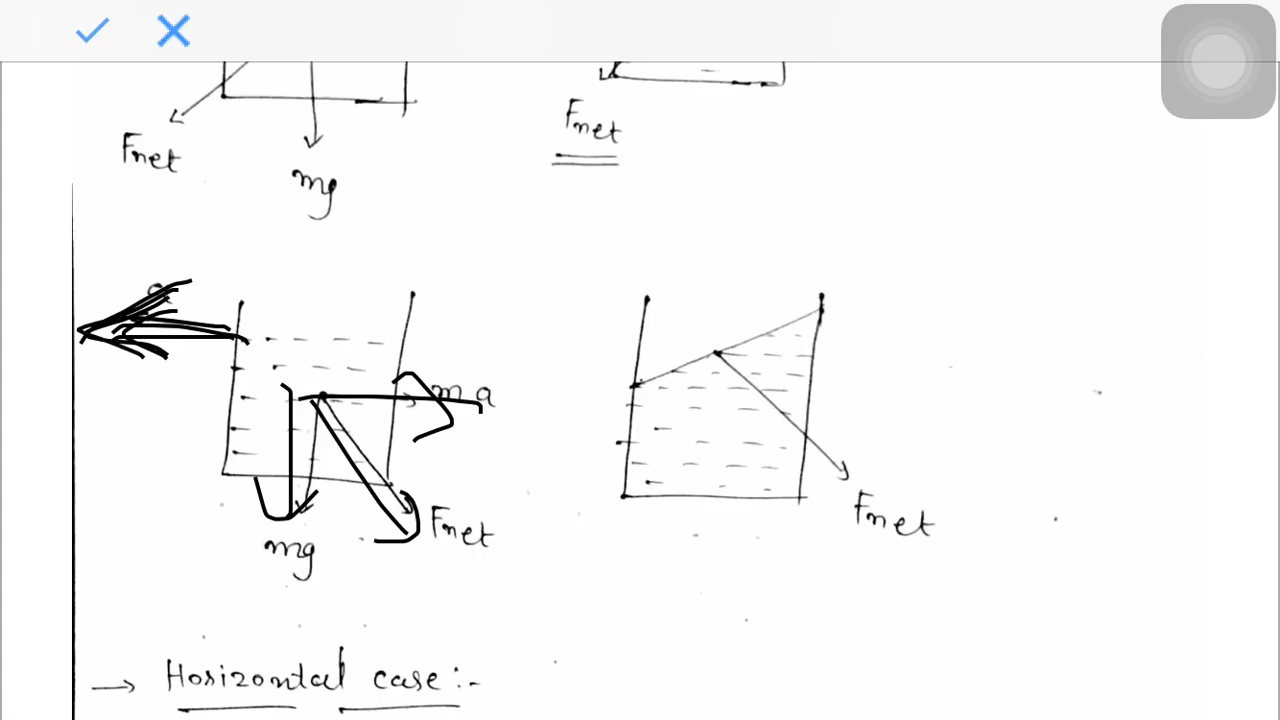 Fnet
mg
Fnet
a
ma
mg
Fnet
Fnet
→ Horizontal case :-